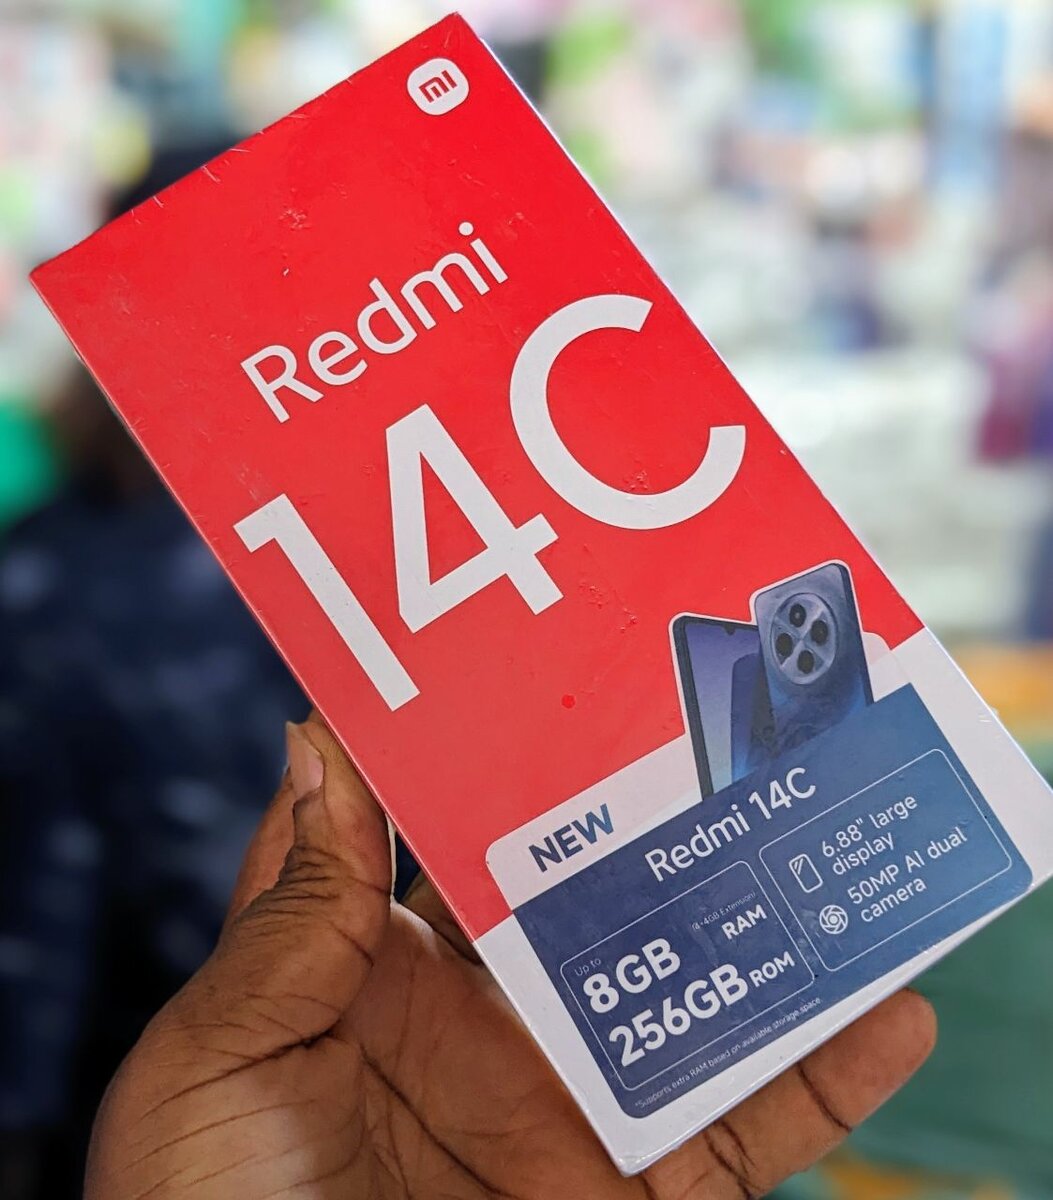 mi
Redmi
14C
NEW
Redmi 14C
Up to
8GB (4+4GB Extension) RAM
256GB ROM
6.88" large
display
50MP AI dual
camera
*Supports extra RAM based on available storage space.